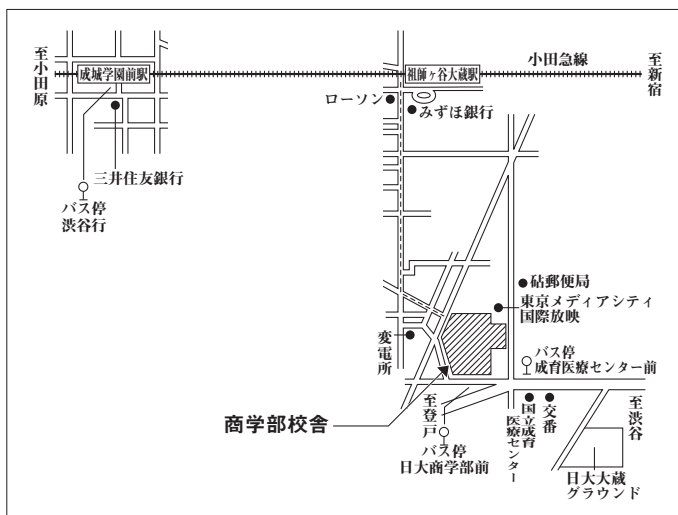 至小田原
成城学園前駅
祖師ヶ谷大蔵駅
小田急線
至新宿
ローソン
みずほ銀行
三井住友銀行
バス停
渋谷行
砧郵便局
東京メディアシティ
国際放映
変電所
バス停
成育医療センター前
商学部校舎
至登戸
バス停
日大商学部前
国立成育
医療センター
交番
至渋谷
日大大蔵
グラウンド